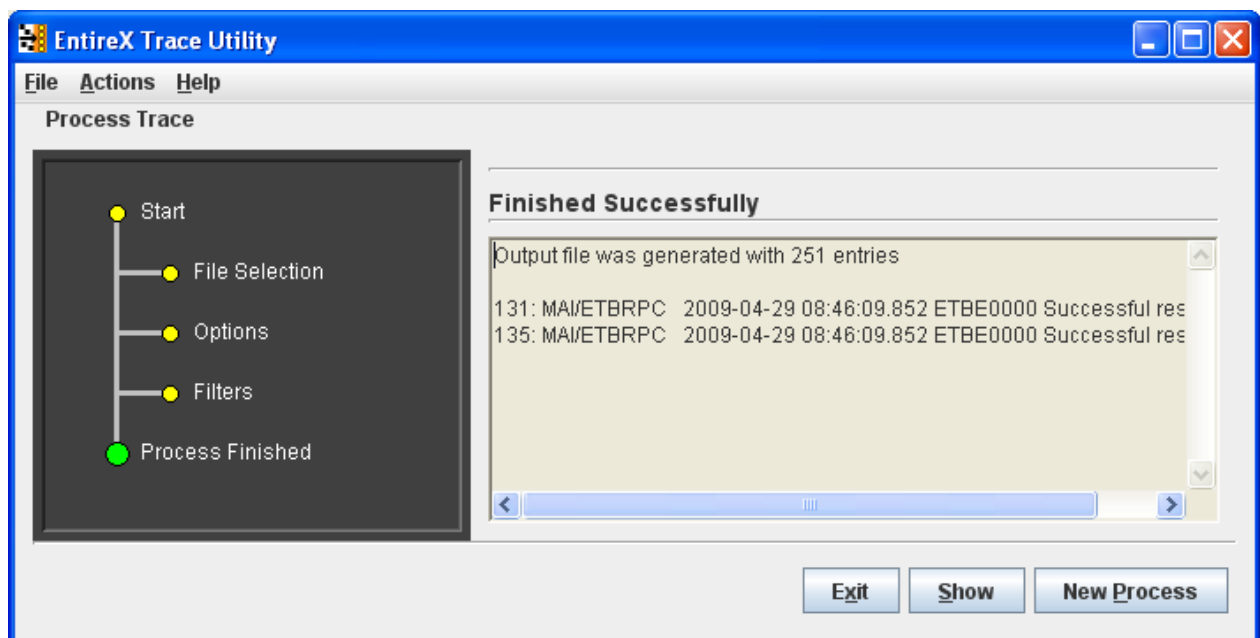 EntireX Trace Utility
File Actions Help
Process Trace
Start
File Selection
Options
Filters
Process Finished
Finished Successfully
Output file was generated with 251 entries
131: MAI/ETBRPC 2009-04-29 08:46:09.852 ETBE0000 Successful res
135: MAI/ETBRPC 2009-04-29 08:46:09.852 ETBE0000 Successful res
Exit Show New Process